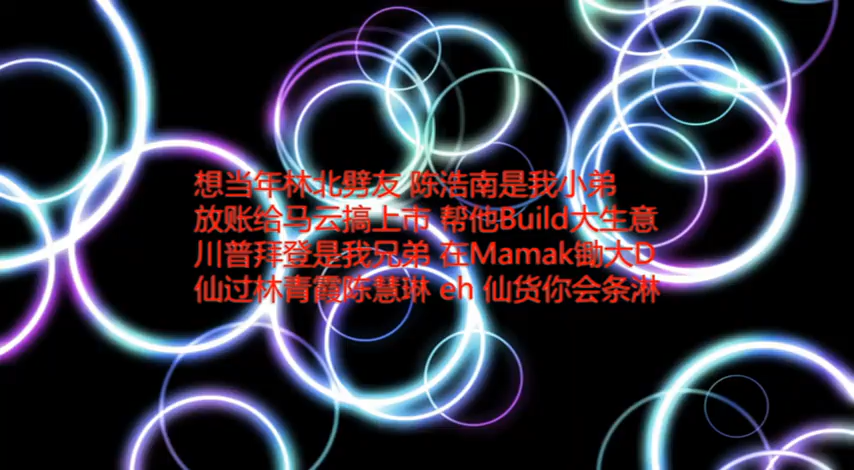 想当年林北劈友 陈浩南是我小弟
放账给马云搞上市 帮他Build大生意
川普拜登是我兄弟 在Mamak锄大D
仙过林青霞陈慧琳 eh 仙货你会条淋